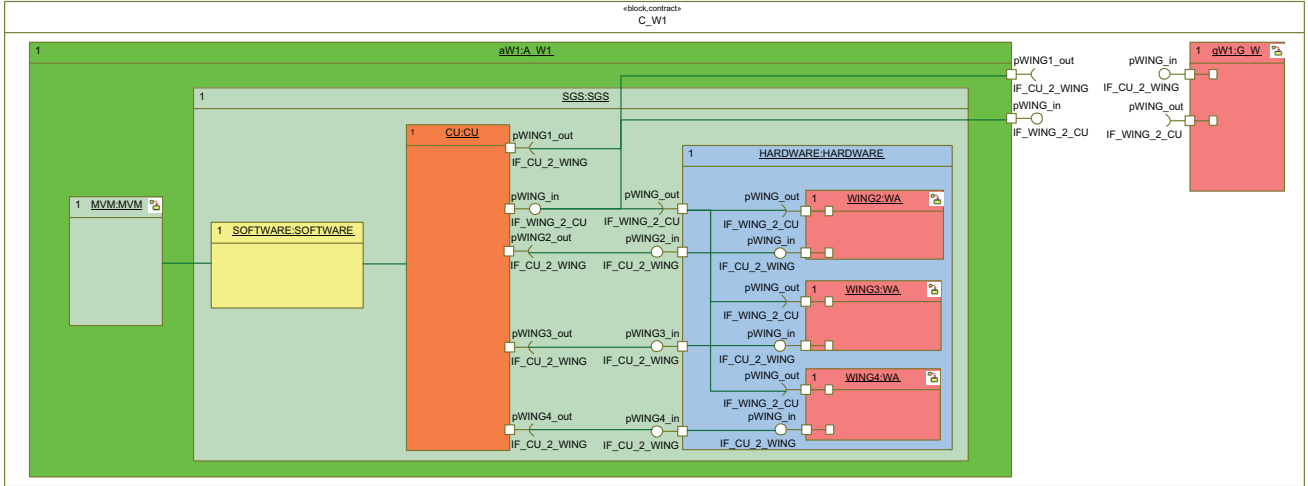 «block,contract»
C_W1
1 aW1:A_W1
1 gW1:G_W
pWING1_out
IF_CU_2_WING
pWING_in
IF_WING_2_CU
pWING_in
IF_CU_2_WING
pWING_out
IF_WING_2_CU
1 SGS:SGS
1 MVM:MVM
1 SOFTWARE:SOFTWARE
1 CU:CU
pWING1_out
IF_CU_2_WING
pWING_in
IF_WING_2_CU
pWING2_out
IF_CU_2_WING
pWING3_out
IF_CU_2_WING
pWING4_out
IF_CU_2_WING
pWING_out
IF_WING_2_CU
pWING2_in
IF_CU_2_WING
pWING3_in
IF_CU_2_WING
pWING4_in
IF_CU_2_WING
1 HARDWARE:HARDWARE
pWING_out
IF_WING_2_CU
pWING_in
IF_CU_2_WING
1 WING2:WA
pWING_out
IF_WING_2_CU
pWING_in
IF_CU_2_WING
1 WING3:WA
pWING_out
IF_WING_2_CU
pWING_in
IF_CU_2_WING
1 WING4:WA